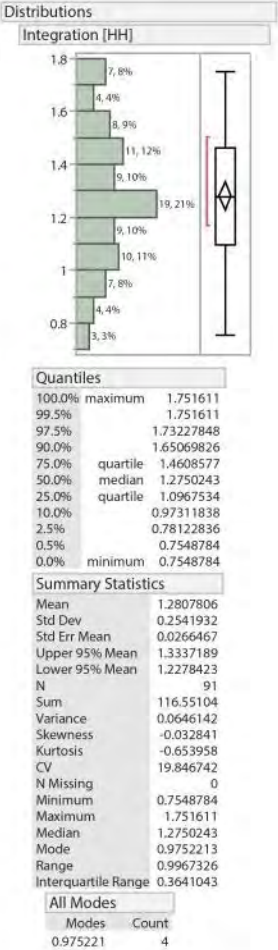 Distributions
Integration [HH]
1.8
7, 8%
4, 4%
1.6
8, 9%
11, 12%
1.4
9, 10%
19, 21%
1.2
9, 10%
10, 11%
1
7, 8%
4, 4%
0.8
3, 3%
Quantiles
100.0% maximum 1.751611
99.5% 1.751611
97.5% 1.73227848
90.0% 1.65069826
75.0% quartile 1.4608577
50.0% median 1.2750243
25.0% quartile 1.0967534
10.0% 0.97311838
2.5% 0.78122836
0.5% 0.7548784
0.0% minimum 0.7548784
Summary Statistics
Mean 1.2807806
Std Dev 0.2541932
Std Err Mean 0.0266467
Upper 95% Mean 1.3337189
Lower 95% Mean 1.2278423
N 91
Sum 116.55104
Variance 0.0646142
Skewness -0.032841
Kurtosis -0.653958
CV 19.846742
N Missing 0
Minimum 0.7548784
Maximum 1.751611
Median 1.2750243
Mode 0.9752213
Range 0.9967326
Interquartile Range 0.3641043
All Modes
Modes Count
0.975221 4